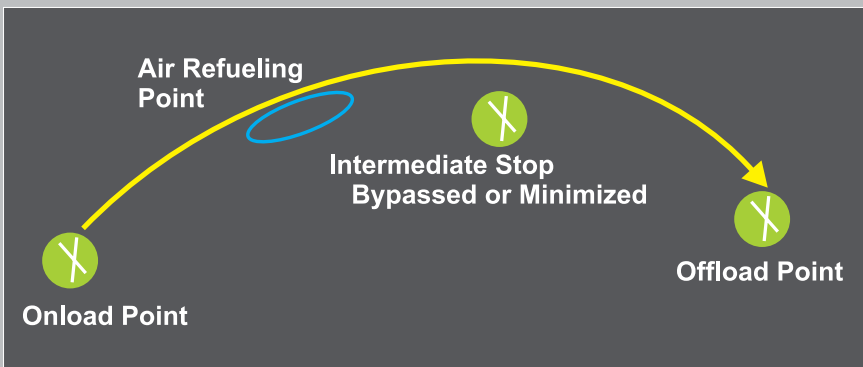 Air Refueling
Point
Intermediate Stop
Bypassed or Minimized
Offload Point
Onload Point